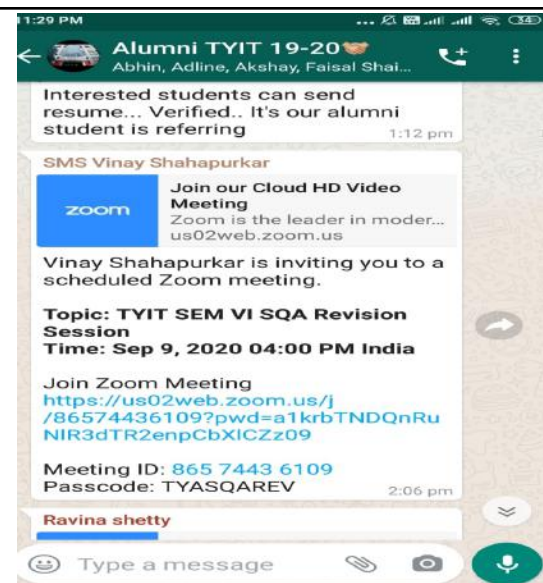 11:29 PM
34
Alumni TYIT 19-20
Abhin, Adline, Akshay, Faisal Shai...
Interested students can send
resume... Verified.. It's our alumni
student is referring
1:12 pm
SMS Vinay Shahapurkar
zoom
Join our Cloud HD Video
Meeting
Zoom is the leader in moder...
us02web.zoom.us
Vinay Shahapurkar is inviting you to a
scheduled Zoom meeting.
Topic: TYIT SEM VI SQA Revision
Session
Time: Sep 9, 2020 04:00 PM India
Join Zoom Meeting
https://us02web.zoom.us/j
/86574436109?pwd=a1krbTNDQnRu
NlR3dTR2enpCbXlCZz09
Meeting ID: 865 7443 6109
Passcode: TYASQAREV
2:06 pm
Ravina shetty
Type a message